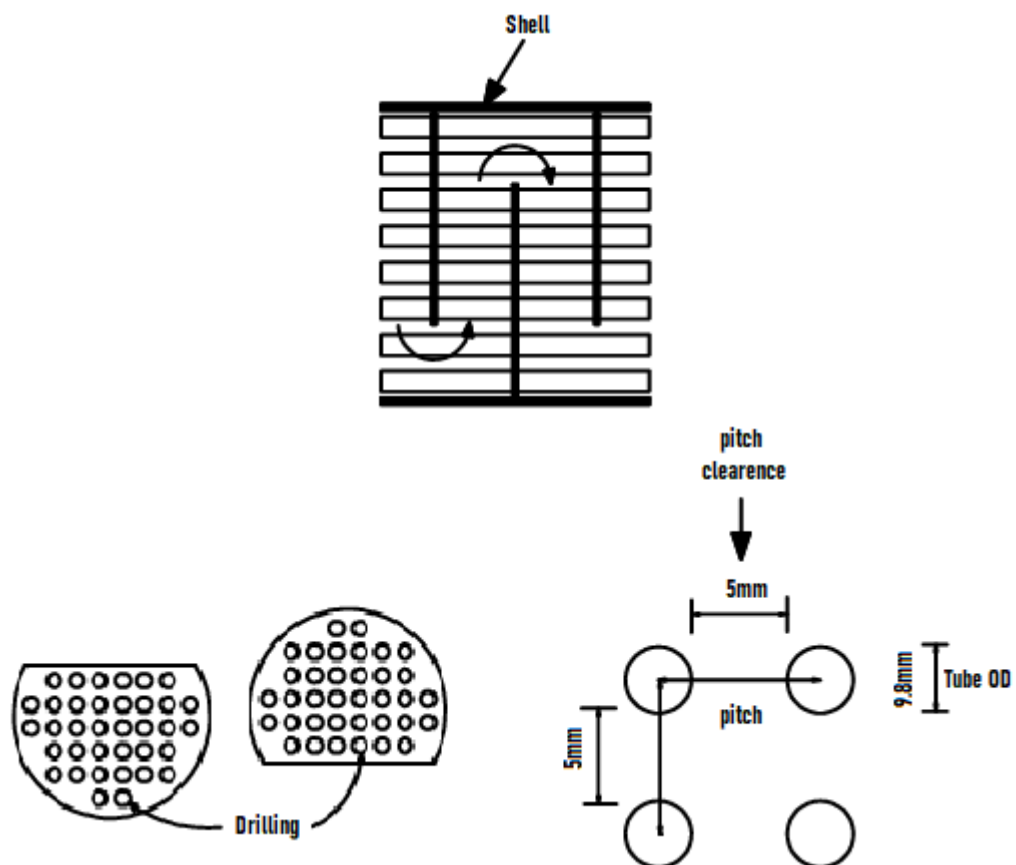 Shell
pitch
clearence
5mm
9.8mm
Tube OD
pitch
5mm
Drilling